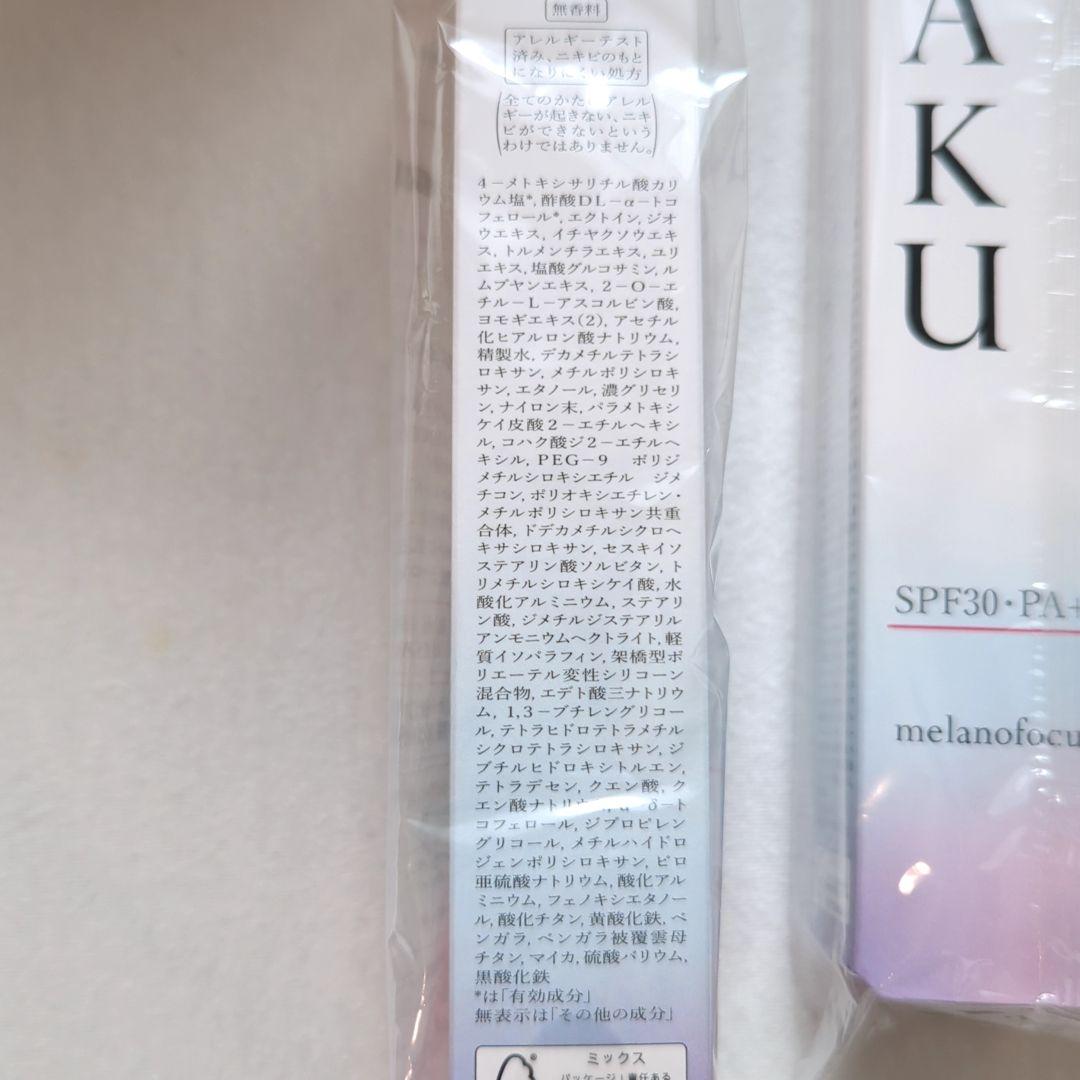 無香料
アレルギーテスト
済み、ニキビのもと
になりにくい処方
全てのかたにアレル
ギーが起きない、ニキ
ビができないという
わけではありません。
4－メトキシサリチル酸カリ
ウム塩*, 酢酸DL－α－トコ
フェロール*, エクトイン, ジオ
ウエキス, イチヤクソウエキ
ス, トルメンチラエキス, ユリ
エキス, 塩酸グルコサミン, ル
ムプヤンエキス, 2－O－エ
チル－L－アスコルビン酸,
ヨモギエキス(2), アセチル
化ヒアルロン酸ナトリウム,
精製水, デカメチルテトラシ
ロキサン, メチルポリシロキ
サン, エタノール, 濃グリセリ
ン, ナイロン末, パラメトキシ
ケイ皮酸2－エチルヘキシ
ル, コハク酸ジ2－エチルヘ
キシル, PEG－9　ポリジ
メチルシロキシエチル　ジメ
チコン, ポリオキシエチレン・
メチルポリシロキサン共重
合体, ドデカメチルシクロヘ
キサシロキサン, セスキイソ
ステアリン酸ソルビタン, ト
リメチルシロキシケイ酸, 水
酸化アルミニウム, ステアリ
ン酸, ジメチルジステアリル
アンモニウムヘクトライト, 軽
質イソパラフィン, 架橋型ポ
リエーテル変性シリコーン
混合物, エデト酸三ナトリウ
ム, 1,3－ブチレングリコー
ル, テトラヒドロテトラメチル
シクロテトラシロキサン, ジ
ブチルヒドロキシトルエン,
テトラデセン, クエン酸, ク
エン酸ナトリウム, d－δ－ト
コフェロール, ジプロピレン
グリコール, メチルハイドロ
ジェンポリシロキサン, ピロ
亜硫酸ナトリウム, 酸化アル
ミニウム, フェノキシエタノー
ル, 酸化チタン, 黄酸化鉄, ベ
ンガラ, ベンガラ被覆雲母
チタン, マイカ, 硫酸バリウム,
黒酸化鉄
*は「有効成分」
無表示は「その他の成分」
ミックス
パッケージ｜責任ある
AKU
SPF30・PA+
melanofocu